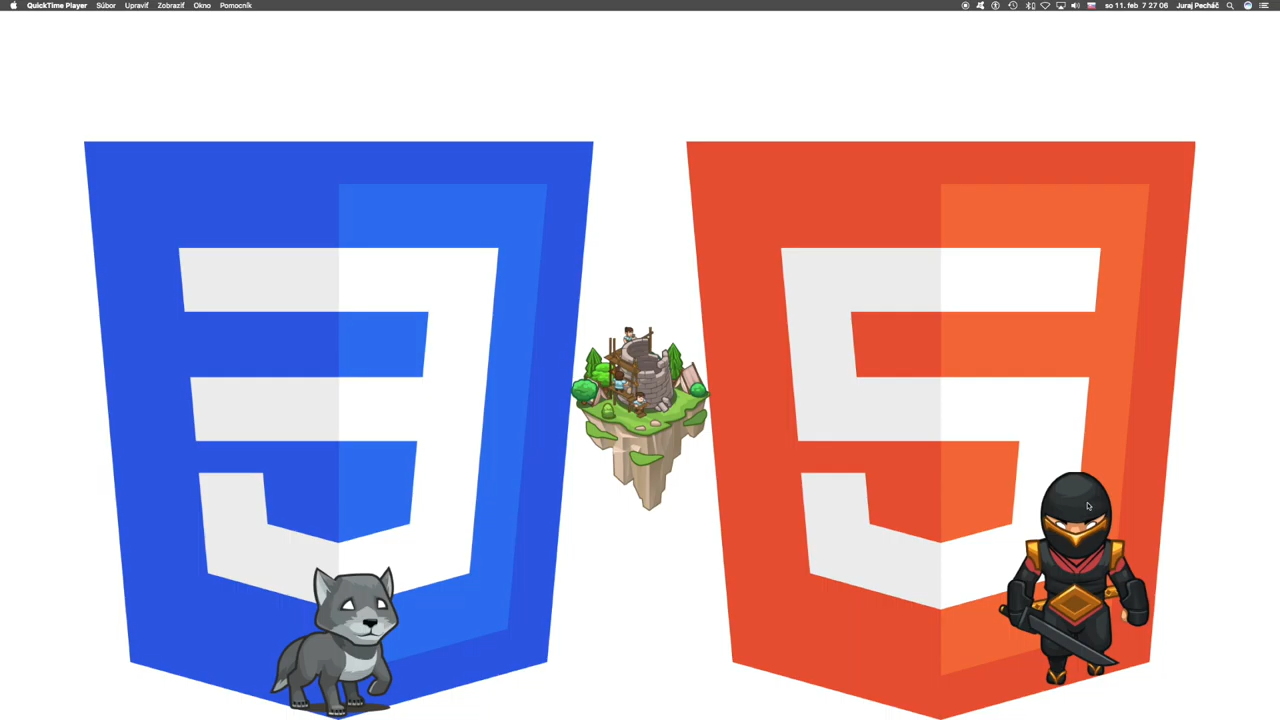 QuickTime Player Súbor Upraviť Zobraziť Okno Pomocník so 11. feb 7 27 06 Juraj Pecháč